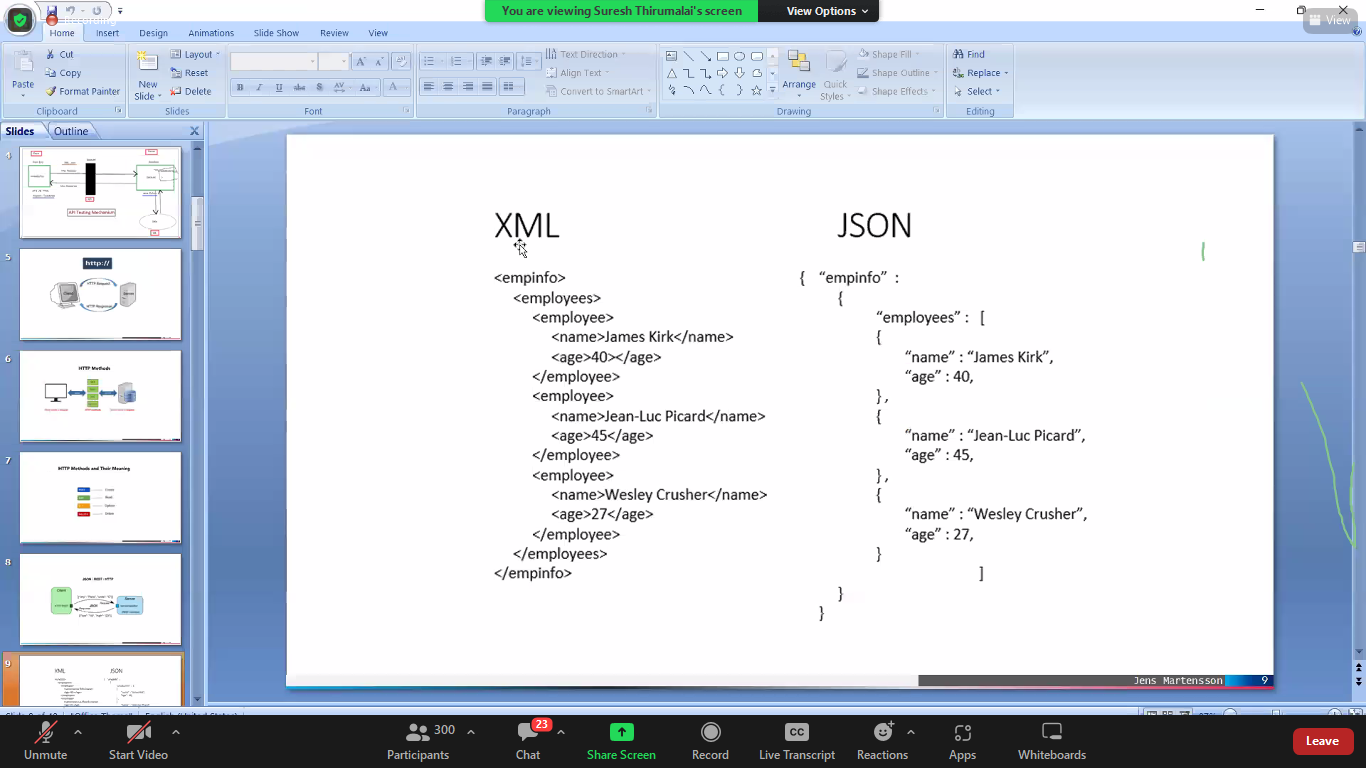 You are viewing Suresh Thirumalai's screen
View Options
Recording
View
Home Insert Design Animations Slide Show Review View
Paste
Cut
Copy
Format Painter
Clipboard
New Slide
Layout
Reset
Delete
Slides
B I U abe S AV Aa A
Font
Text Direction
Align Text
Convert to SmartArt
Paragraph
Arrange
Quick Styles
Shape Fill
Shape Outline
Shape Effects
Drawing
Find
Replace
Select
Editing
Slides Outline
4
API Testing Mechanism
5
http://
Client
HTTP Request
HTTP Response
Server
6
HTTP Methods
7
HTTP Methods and Their Meaning
8
JSON : REST : HTTP
Client
JSON
Server
9
XML JSON
XML
<empinfo>
<employees>
<employee>
<name>James Kirk</name>
<age>40></age>
</employee>
<employee>
<name>Jean-Luc Picard</name>
<age>45</age>
</employee>
<employee>
<name>Wesley Crusher</name>
<age>27</age>
</employee>
</employees>
</empinfo>
JSON
{ “empinfo” :
{
“employees” : [
{
“name” : “James Kirk”,
“age” : 40,
} ,
{
“name” : “Jean-Luc Picard”,
“age” : 45,
} ,
{
“name” : “Wesley Crusher”,
“age” : 27,
}
]
}
}
Jens Martensson 9
Unmute
Start Video
Participants 300
Chat 23
Share Screen
Record
CC
Live Transcript
Reactions
Apps
Whiteboards
Leave